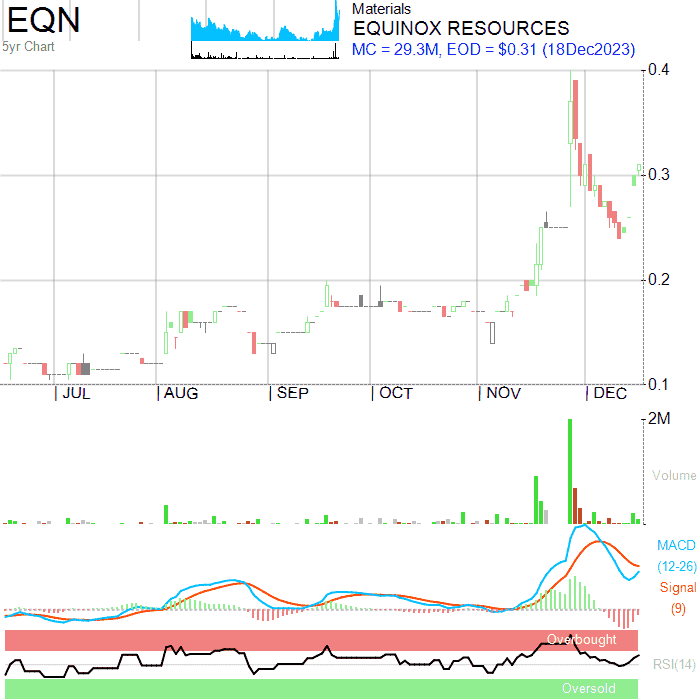 EQN
5yr Chart
Materials
EQUINOX RESOURCES
MC = 29.3M, EOD = $0.31 (18Dec2023)
0.4
0.3
0.2
0.1
JUL AUG SEP OCT NOV DEC
2M
Volume
MACD
(12-26)
Signal
(9)
Overbought
RSI(14)
Oversold